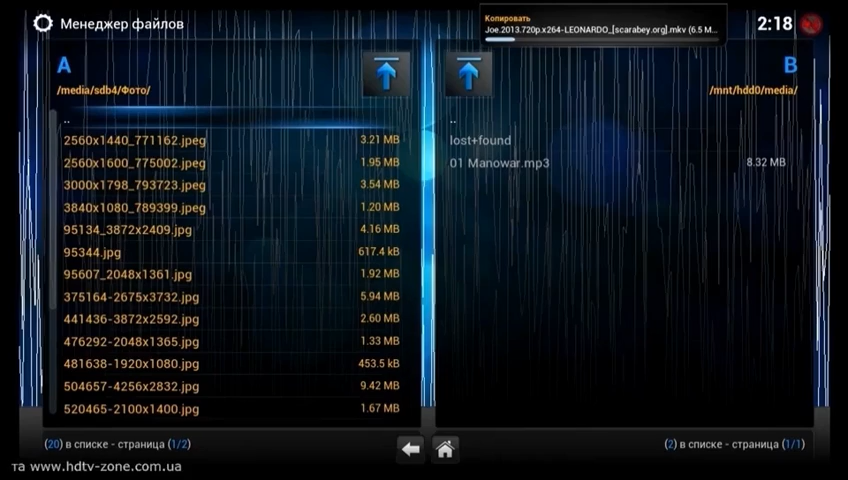 Менеджер файлов
Копировать
Joe.2013.720p.x264-LEONARDO_[scarabey.org].mkv (6.5 M...
2:18
A
/media/sdb4/Фото/
..
2560x1440_771162.jpeg 3.21 MB
2560x1600_775002.jpeg 1.95 MB
3000x1798_793723.jpeg 3.54 MB
3840x1080_789399.jpeg 1.20 MB
95134_3872x2409.jpg 4.16 MB
95344.jpg 617.4 kB
95607_2048x1361.jpg 1.92 MB
375164-2675x3732.jpg 5.94 MB
441436-3872x2592.jpg 2.60 MB
476292-2048x1365.jpg 1.33 MB
481638-1920x1080.jpg 453.5 kB
504657-4256x2832.jpg 9.42 MB
520465-2100x1400.jpg 1.67 MB
(20) в списке - страница (1/2)
B
/mnt/hdd0/media/
..
lost+found
01 Manowar.mp3 8.32 MB
(2) в списке - страница (1/1)
та www.hdtv-zone.com.ua